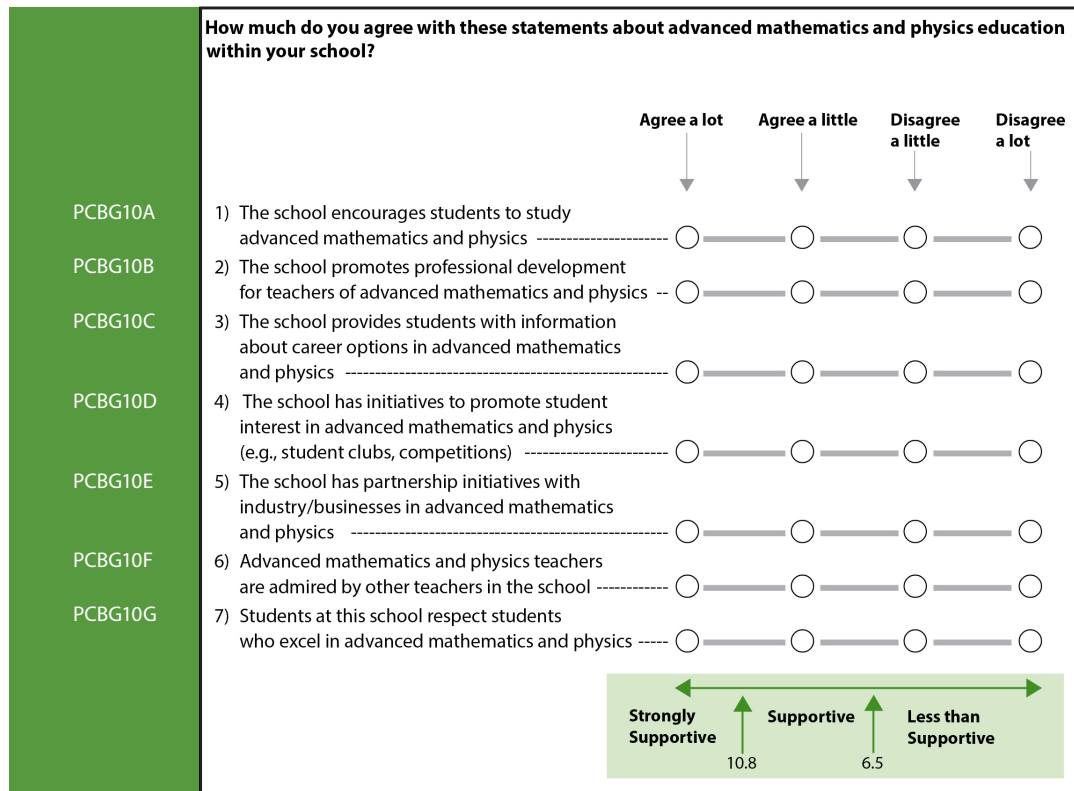 How much do you agree with these statements about advanced mathematics and physics education
within your school?
Agree a lot
Agree a little
Disagree
a little
Disagree
a lot
PCBG10A
1) The school encourages students to study
advanced mathematics and physics
PCBG10B
2) The school promotes professional development
for teachers of advanced mathematics and physics
PCBG10C
3) The school provides students with information
about career options in advanced mathematics
and physics
PCBG10D
4) The school has initiatives to promote student
interest in advanced mathematics and physics
(e.g., student clubs, competitions)
PCBG10E
5) The school has partnership initiatives with
industry/businesses in advanced mathematics
and physics
PCBG10F
6) Advanced mathematics and physics teachers
are admired by other teachers in the school
PCBG10G
7) Students at this school respect students
who excel in advanced mathematics and physics
Strongly
Supportive
Supportive
Less than
Supportive
10.8
6.5